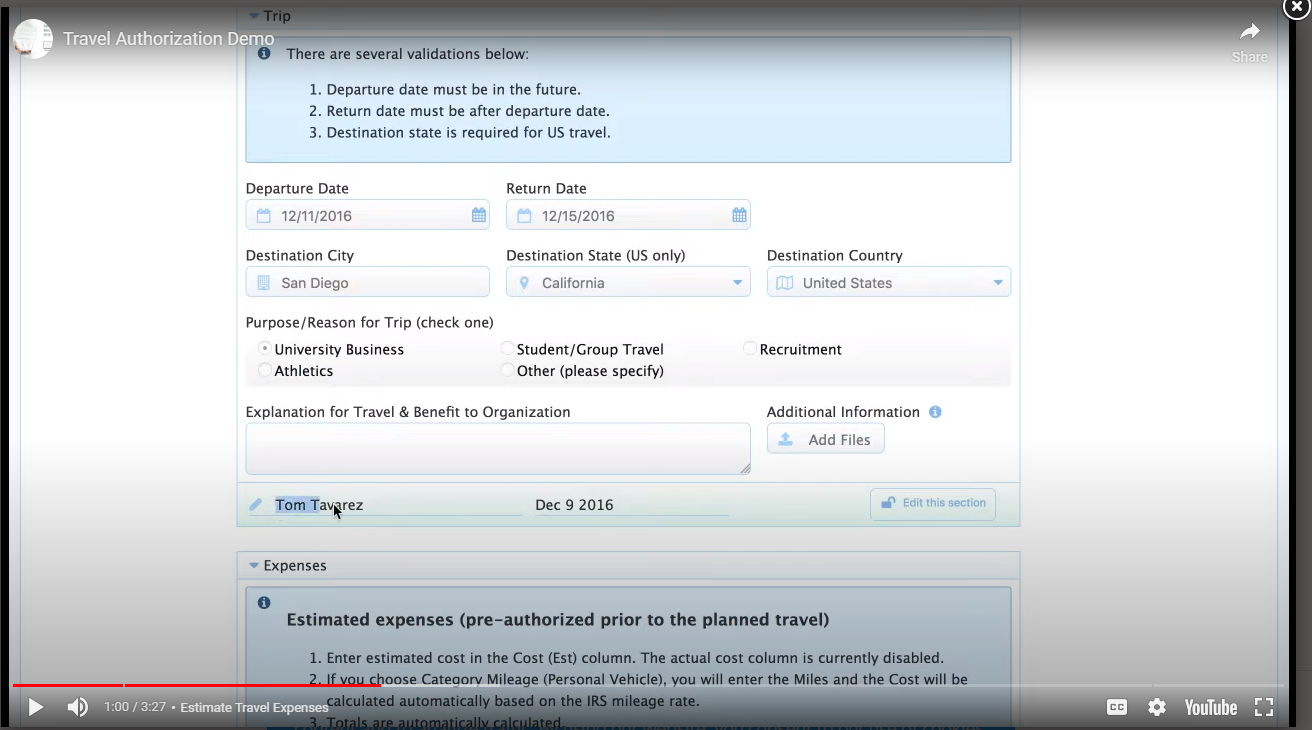 Trip
Travel Authorization Demo
Share
There are several validations below:
1. Departure date must be in the future.
2. Return date must be after departure date.
3. Destination state is required for US travel.
Departure Date Return Date
12/11/2016 12/15/2016
Destination City Destination State (US only) Destination Country
San Diego California United States
Purpose/Reason for Trip (check one)
University Business Student/Group Travel Recruitment
Athletics Other (please specify)
Explanation for Travel & Benefit to Organization Additional Information
Add Files
Tom Tavarez Dec 9 2016 Edit this section
Expenses
Estimated expenses (pre-authorized prior to the planned travel)
1. Enter estimated cost in the Cost (Est) column. The actual cost column is currently disabled.
2. If you choose Category Mileage (Personal Vehicle), you will enter the Miles and the Cost will be
calculated automatically based on the IRS mileage rate.
1:00 / 3:27 • Estimate Travel Expenses CC YouTube
3. Totals are automatically calculated.